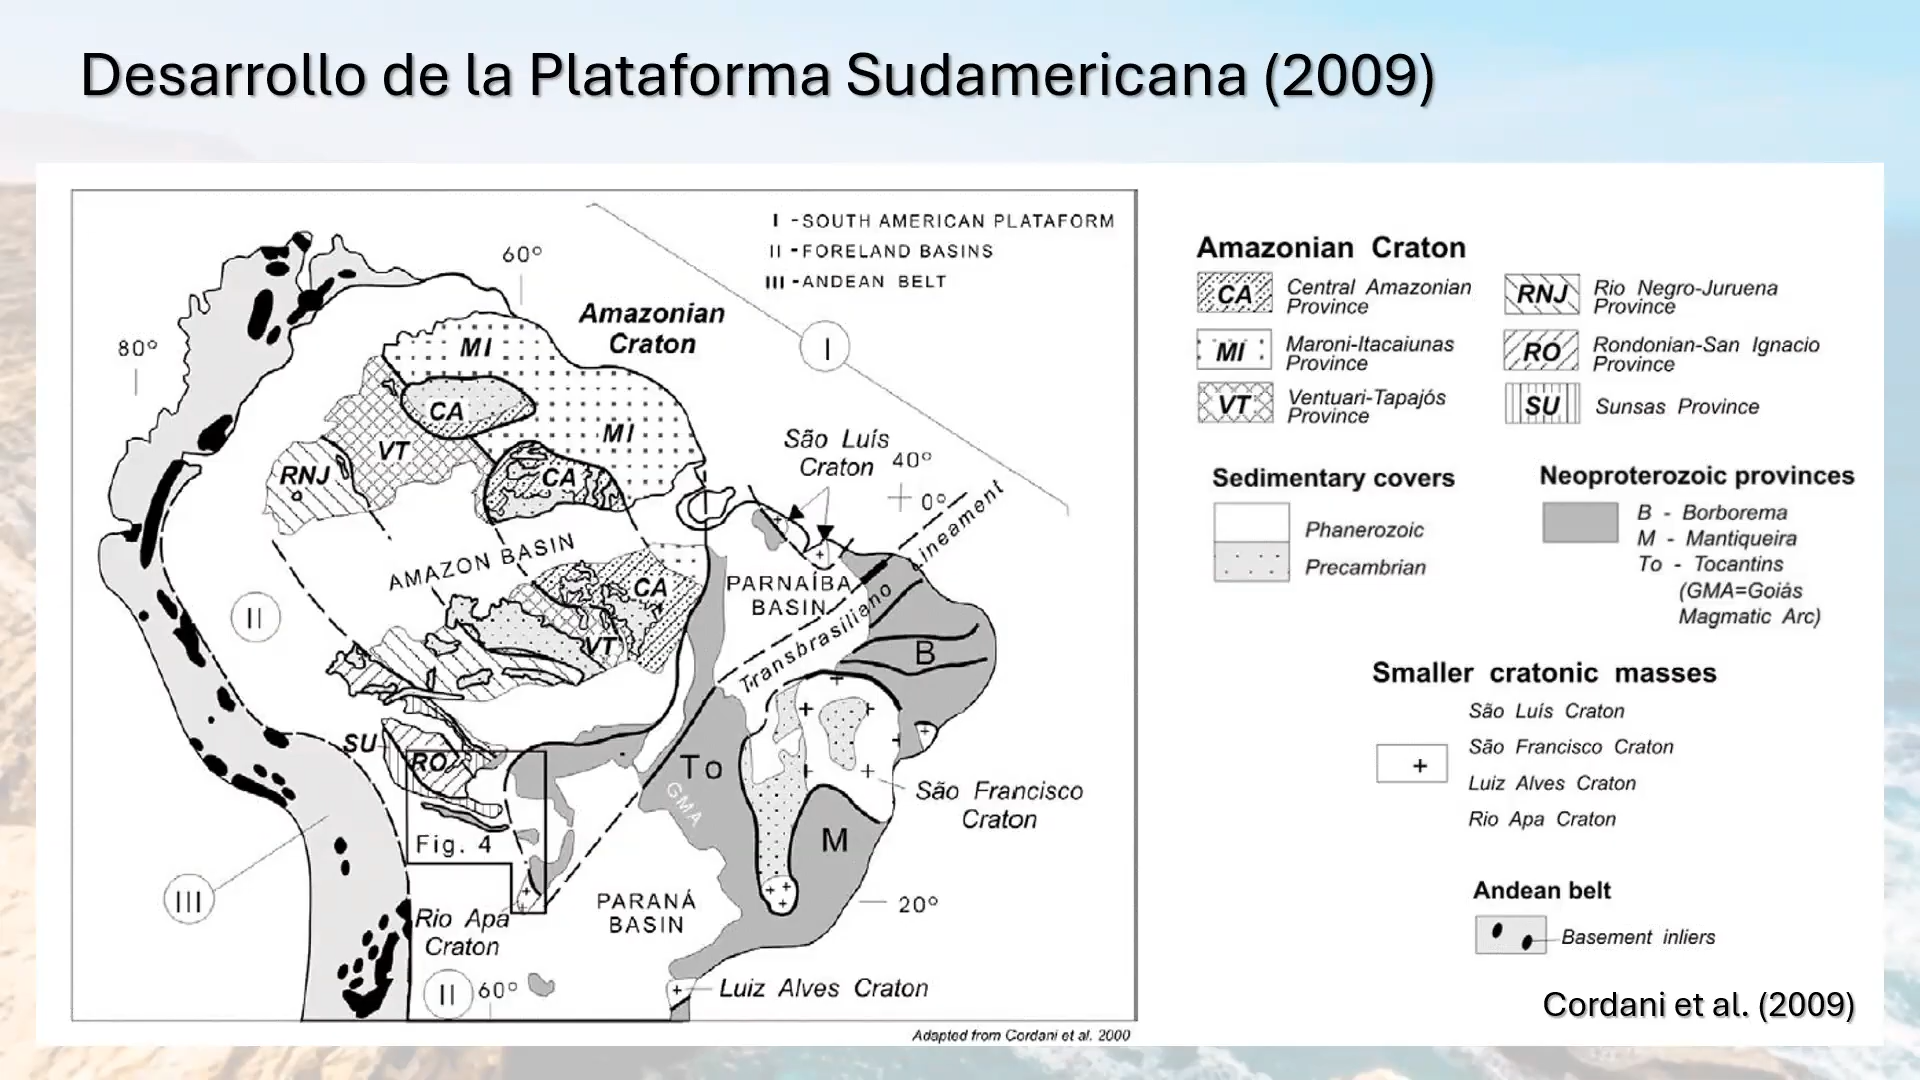 Desarrollo de la Plataforma Sudamericana (2009)
I - SOUTH AMERICAN PLATAFORM
II - FORELAND BASINS
III - ANDEAN BELT
60°
80°
Amazonian
Craton
I
MI
CA
MI
VT
RNJ
CA
São Luís
Craton
40°
0°
AMAZON BASIN
CA
VT
PARNAÍBA
BASIN
Transbrasiliano
Lineament
B
II
SU
RO
To
GMA
São Francisco
Craton
M
Fig. 4
III
Rio Apa
Craton
PARANÁ
BASIN
20°
II
60°
Luiz Alves Craton
Adapted from Cordani et al. 2000
Amazonian Craton
CA
Central Amazonian
Province
RNJ
Rio Negro-Juruena
Province
MI
Maroni-Itacaiunas
Province
RO
Rondonian-San Ignacio
Province
VT
Ventuari-Tapajós
Province
SU
Sunsas Province
Sedimentary covers
Phanerozoic
Precambrian
Neoproterozoic provinces
B - Borborema
M - Mantiqueira
To - Tocantins
(GMA=Goiás
Magmatic Arc)
Smaller cratonic masses
São Luís Craton
São Francisco Craton
Luiz Alves Craton
Rio Apa Craton
Andean belt
Basement inliers
Cordani et al. (2009)